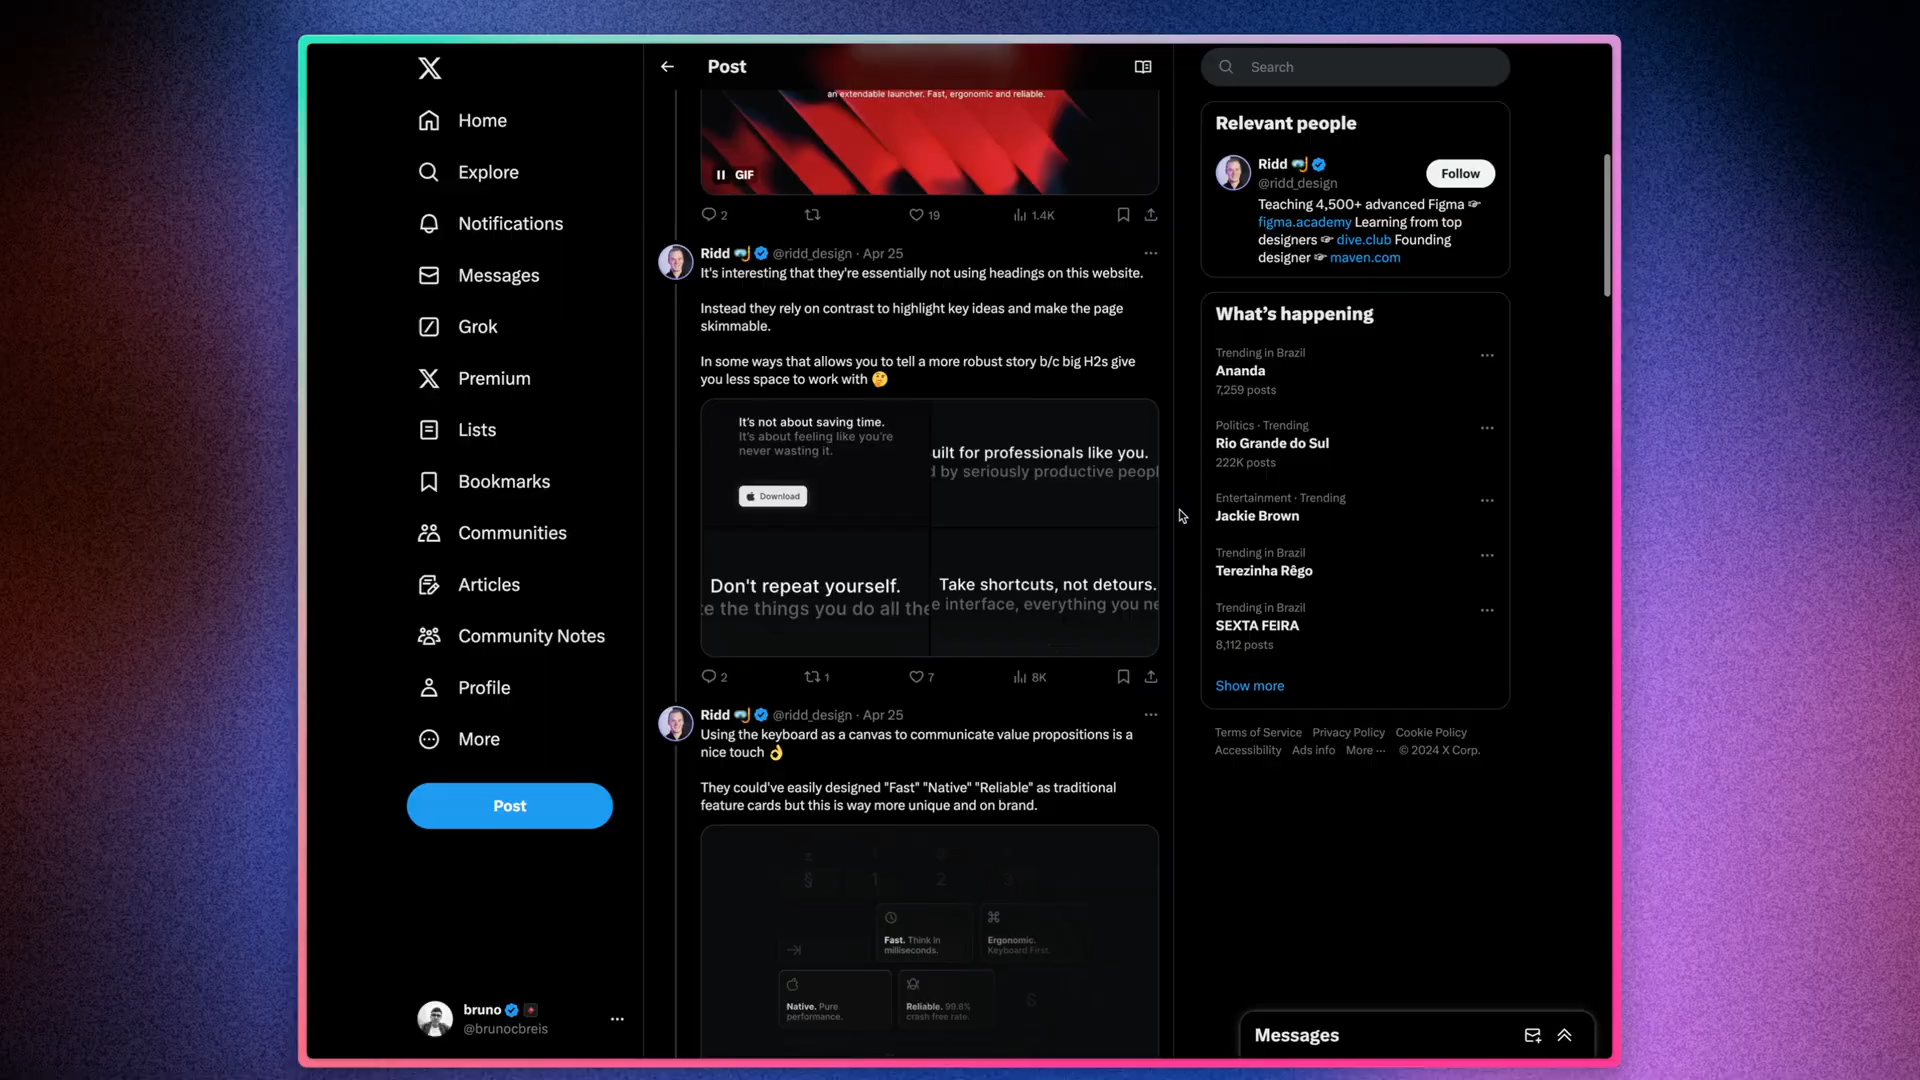 Home
Explore
Notifications
Messages
Grok
Premium
Lists
Bookmarks
Communities
Articles
Community Notes
Profile
More
Post
bruno
@brunocbreis
Post
an extendable launcher. Fast, ergonomic and reliable.
GIF
2
19
1.4K
Ridd @ridd_design · Apr 25
It's interesting that they're essentially not using headings on this website.
Instead they rely on contrast to highlight key ideas and make the page
skimmable.
In some ways that allows you to tell a more robust story b/c big H2s give
you less space to work with 🤔
It's not about saving time.
It's about feeling like you're
never wasting it.
Download
uilt for professionals like you.
d by seriously productive peopl
Don't repeat yourself.
e the things you do all the
Take shortcuts, not detours.
e interface, everything you ne
2
1
7
8K
Ridd @ridd_design · Apr 25
Using the keyboard as a canvas to communicate value propositions is a
nice touch 👌
They could've easily designed "Fast" "Native" "Reliable" as traditional
feature cards but this is way more unique and on brand.
§
1
2
3
Fast. Think in
milliseconds.
Ergonomic.
Keyboard First.
Native. Pure
performance.
Reliable. 99.8%
crash free rate.
Search
Relevant people
Ridd
@ridd_design
Follow
Teaching 4,500+ advanced Figma 👉
figma.academy Learning from top
designers 👉 dive.club Founding
designer 👉 maven.com
What's happening
Trending in Brazil
Ananda
7,259 posts
Politics · Trending
Rio Grande do Sul
222K posts
Entertainment · Trending
Jackie Brown
Trending in Brazil
Terezinha Rêgo
Trending in Brazil
SEXTA FEIRA
8,112 posts
Show more
Terms of Service Privacy Policy Cookie Policy
Accessibility Ads info More ··· © 2024 X Corp.
Messages